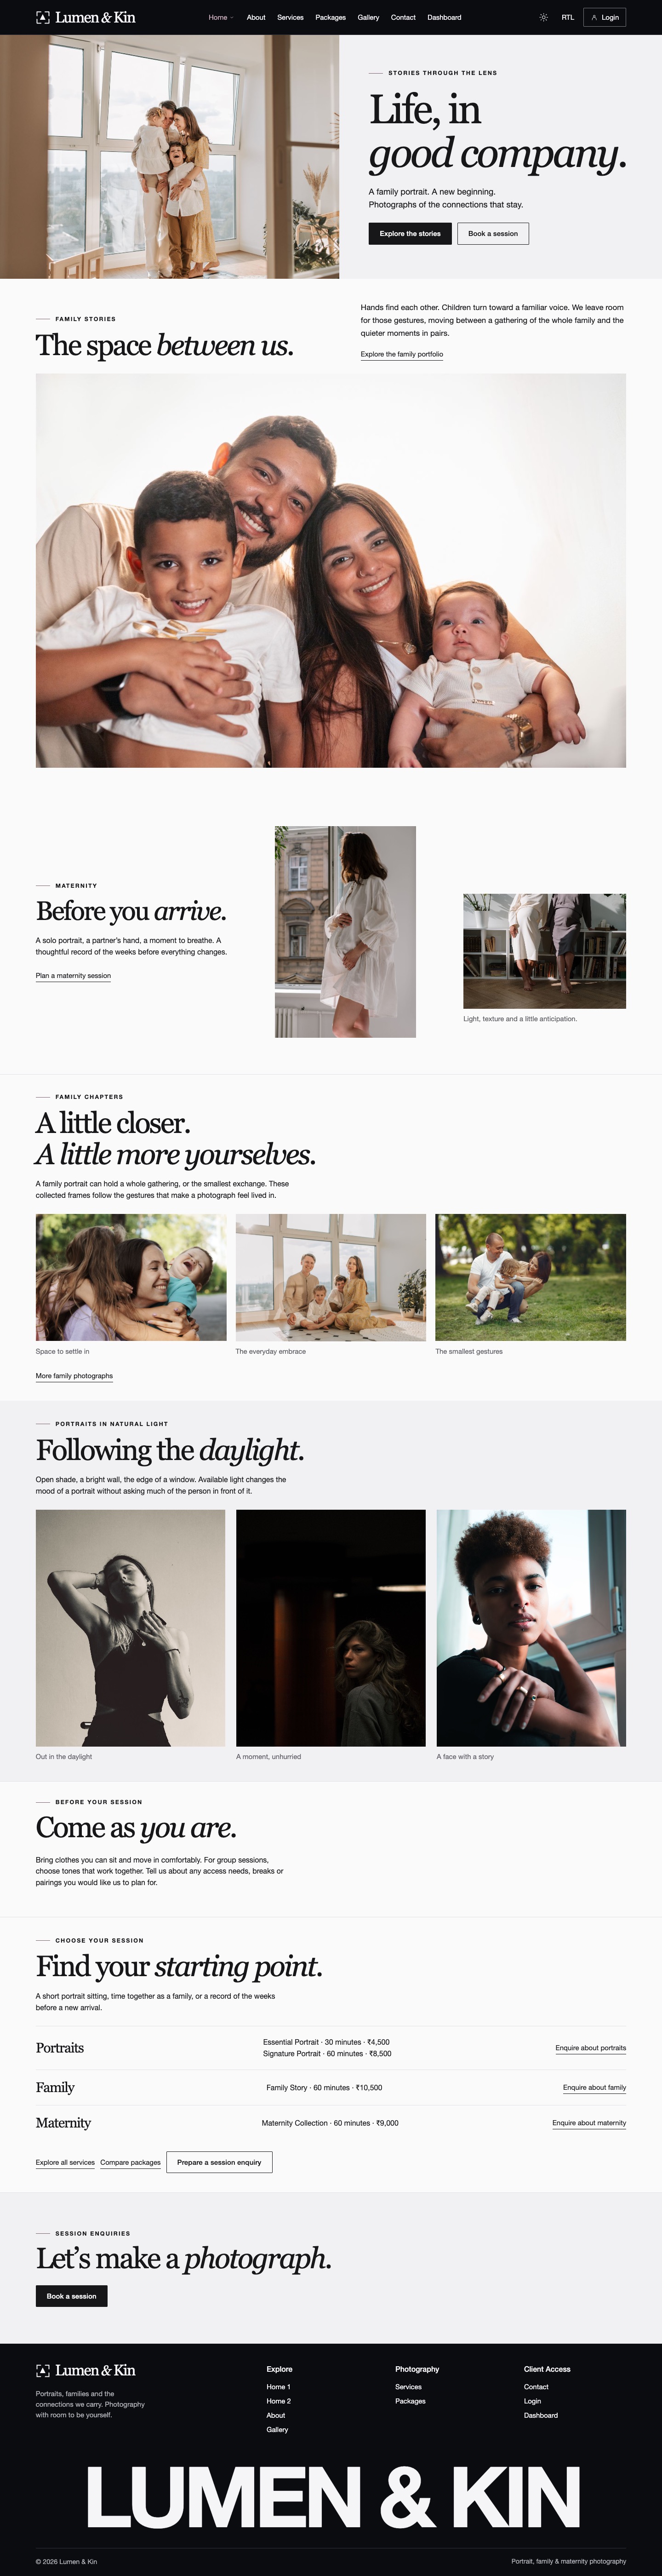 Lumen & Kin
Home
About
Services
Packages
Gallery
Contact
Dashboard
RTL
Login
STORIES THROUGH THE LENS
Life, in
good company.
A family portrait. A new beginning.
Photographs of the connections that stay.
Explore the stories
Book a session
FAMILY STORIES
The space between us.
Hands find each other. Children turn toward a familiar voice. We leave room
for those gestures, moving between a gathering of the whole family and the
quieter moments in pairs.
Explore the family portfolio
MATERNITY
Before you arrive.
A solo portrait, a partner’s hand, a moment to breathe. A
thoughtful record of the weeks before everything changes.
Plan a maternity session
Light, texture and a little anticipation.
FAMILY CHAPTERS
A little closer.
A little more yourselves.
A family portrait can hold a whole gathering, or the smallest exchange. These
collected frames follow the gestures that make a photograph feel lived in.
Space to settle in
The everyday embrace
The smallest gestures
More family photographs
PORTRAITS IN NATURAL LIGHT
Following the daylight.
Open shade, a bright wall, the edge of a window. Available light changes the
mood of a portrait without asking much of the person in front of it.
Out in the daylight
A moment, unhurried
A face with a story
BEFORE YOUR SESSION
Come as you are.
Bring clothes you can sit and move in comfortably. For group sessions,
choose tones that work together. Tell us about any access needs, breaks or
pairings you would like us to plan for.
CHOOSE YOUR SESSION
Find your starting point.
A short portrait sitting, time together as a family, or a record of the weeks
before a new arrival.
Portraits
Essential Portrait · 30 minutes · ₹4,500
Signature Portrait · 60 minutes · ₹8,500
Enquire about portraits
Family
Family Story · 60 minutes · ₹10,500
Enquire about family
Maternity
Maternity Collection · 60 minutes · ₹9,000
Enquire about maternity
Explore all services
Compare packages
Prepare a session enquiry
SESSION ENQUIRIES
Let’s make a photograph.
Book a session
Lumen & Kin
Portraits, families and the
connections we carry. Photography
with room to be yourself.
Explore
Home 1
Home 2
About
Gallery
Photography
Services
Packages
Client Access
Contact
Login
Dashboard
LUMEN & KIN
© 2026 Lumen & Kin
Portrait, family & maternity photography